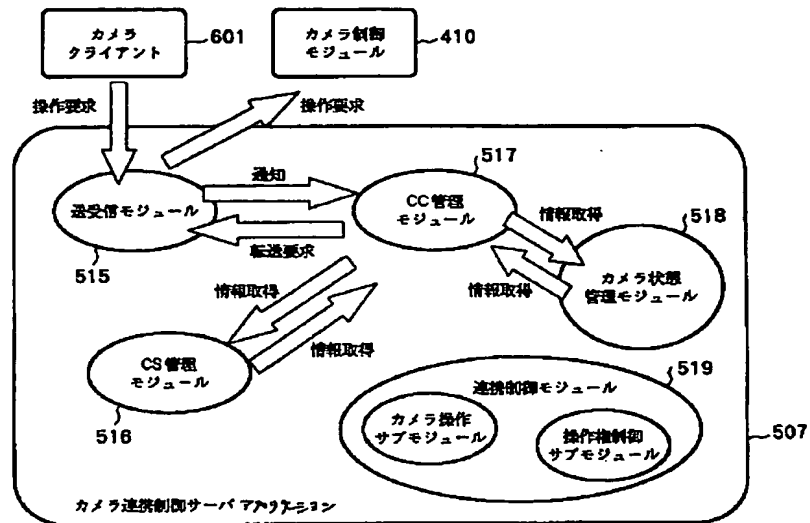 カメラ
クライアント
601
カメラ制御
モジュール
410
操作要求
操作要求
送受信モジュール
515
通知
転送要求
CC管理
モジュール
517
情報取得
情報取得
カメラ状態
管理モジュール
518
情報取得
情報取得
CS管理
モジュール
516
連携制御モジュール
519
カメラ操作
サブモジュール
操作権制御
サブモジュール
507
カメラ連携制御サーバアプリケーション